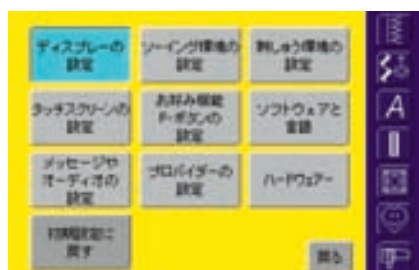 ディスプレーの
設定
ソーイング環境の
設定
刺しゅう環境の
設定
タッチスクリーンの
設定
お好み機能
F-ボタンの
設定
ソフトウェアと
言語
メッセージや
オーディオの
設定
プロバイダーの
設定
ハードウェアー
初期設定に
戻す
戻る
A